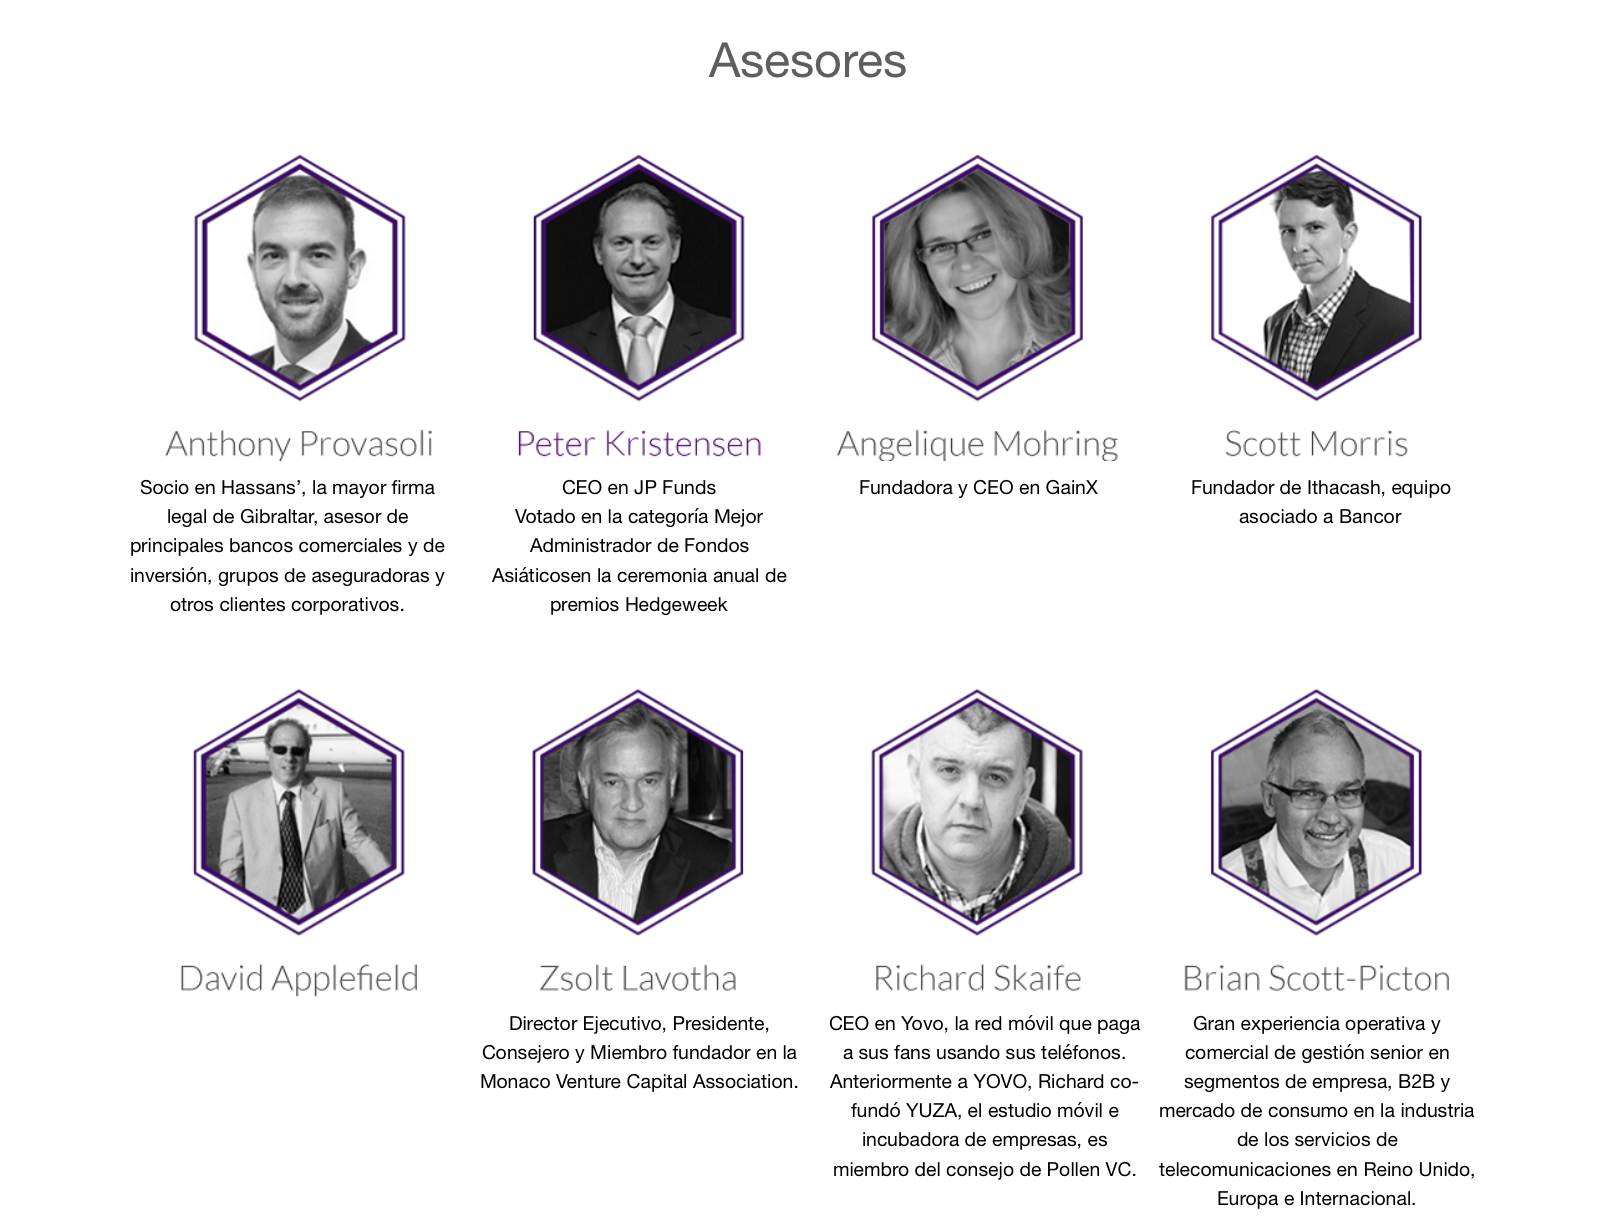 Asesores
Anthony Provasoli
Socio en Hassans’, la mayor firma
legal de Gibraltar, asesor de
principales bancos comerciales y de
inversión, grupos de aseguradoras y
otros clientes corporativos.
Peter Kristensen
CEO en JP Funds
Votado en la categoría Mejor
Administrador de Fondos
Asiáticosen la ceremonia anual de
premios Hedgeweek
Angelique Mohring
Fundadora y CEO en GainX
Scott Morris
Fundador de Ithacash, equipo
asociado a Bancor
David Applefield
Zsolt Lavotha
Director Ejecutivo, Presidente,
Consejero y Miembro fundador en la
Monaco Venture Capital Association.
Richard Skaife
CEO en Yovo, la red móvil que paga
a sus fans usando sus teléfonos.
Anteriormente a YOVO, Richard co-
fundó YUZA, el estudio móvil e
incubadora de empresas, es
miembro del consejo de Pollen VC.
Brian Scott-Picton
Gran experiencia operativa y
comercial de gestión senior en
segmentos de empresa, B2B y
mercado de consumo en la industria
de los servicios de
telecomunicaciones en Reino Unido,
Europa e Internacional.